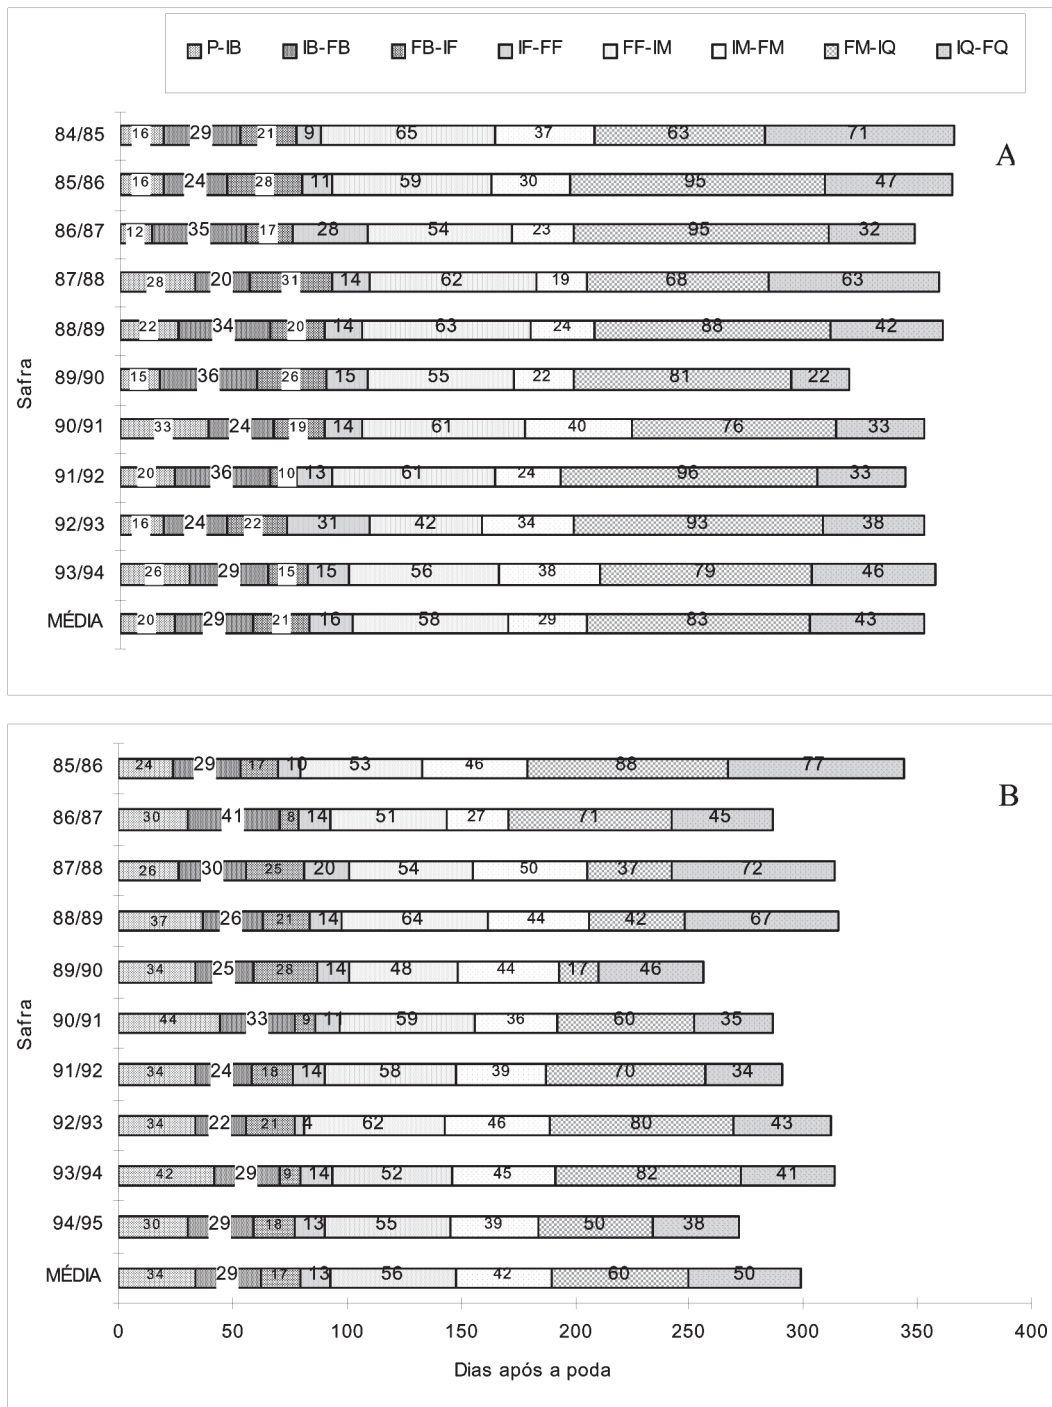 P-IB IB-FB FB-IF IF-FF FF-IM IM-FM FM-IQ IQ-FQ
A
84/85 16 29 21 9 65 37 63 71
85/86 16 24 28 11 59 30 95 47
86/87 12 35 17 28 54 23 95 32
87/88 28 20 31 14 62 19 68 63
88/89 22 34 20 14 63 24 88 42
89/90 15 36 26 15 55 22 81 22
90/91 33 24 19 14 61 40 76 33
91/92 20 36 10 13 61 24 96 33
92/93 16 24 22 31 42 34 93 38
93/94 26 29 15 15 56 38 79 46
MÉDIA 20 29 21 16 58 29 83 43
Safra
B
85/86 24 29 17 10 53 46 88 77
86/87 30 41 8 14 51 27 71 45
87/88 26 30 25 20 54 50 37 72
88/89 37 26 21 14 64 44 42 67
89/90 34 25 28 14 48 44 17 46
90/91 44 33 9 11 59 36 60 35
91/92 34 24 18 14 58 39 70 34
92/93 34 22 21 4 62 46 80 43
93/94 42 29 9 14 52 45 82 41
94/95 30 29 18 13 55 39 50 38
MÉDIA 34 29 17 13 56 42 60 50
Safra
0 50 100 150 200 250 300 350 400
Dias após a poda